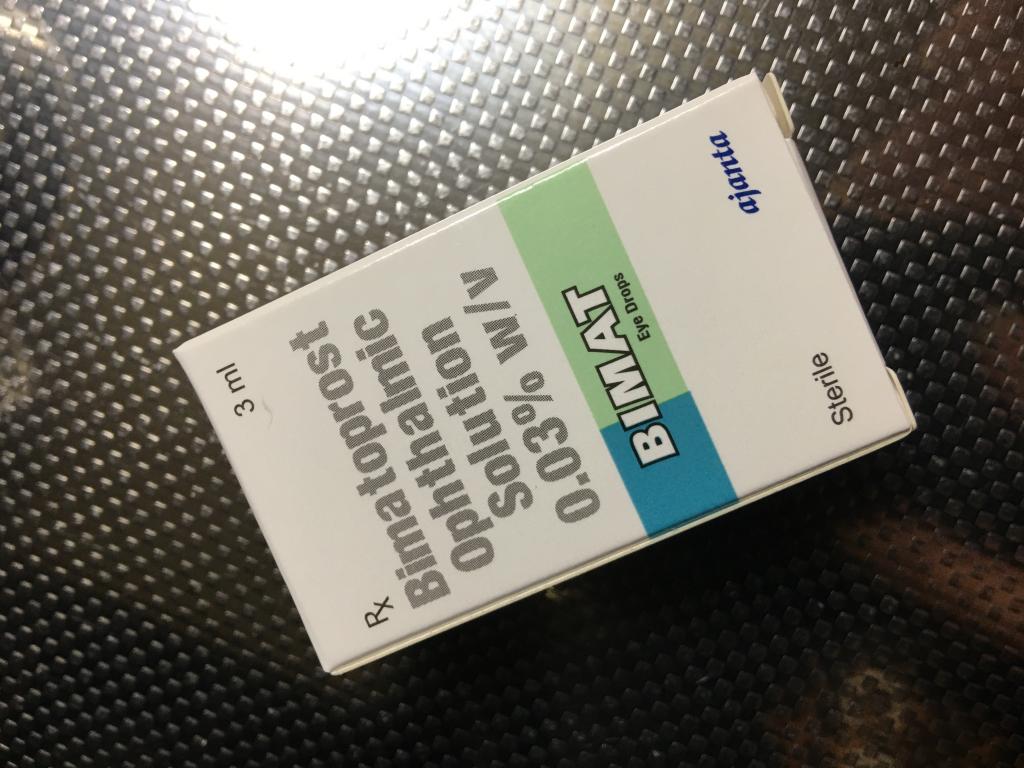 Rx
3 ml
Bimatoprost
Ophthalmic
Solution
0.03% w/v
BIMAT
Eye Drops
Sterile
ajanta